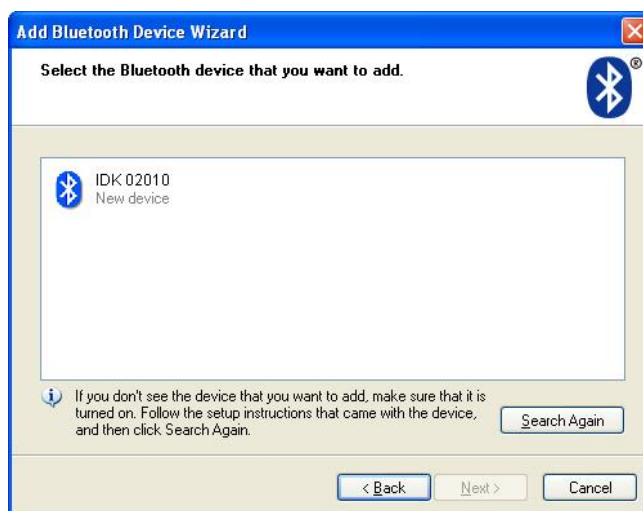 Add Bluetooth Device Wizard
Select the Bluetooth device that you want to add.
®
IDK 02010
New device
If you don't see the device that you want to add, make sure that it is
turned on. Follow the setup instructions that came with the device,
and then click Search Again.
Search Again
< Back
Next >
Cancel